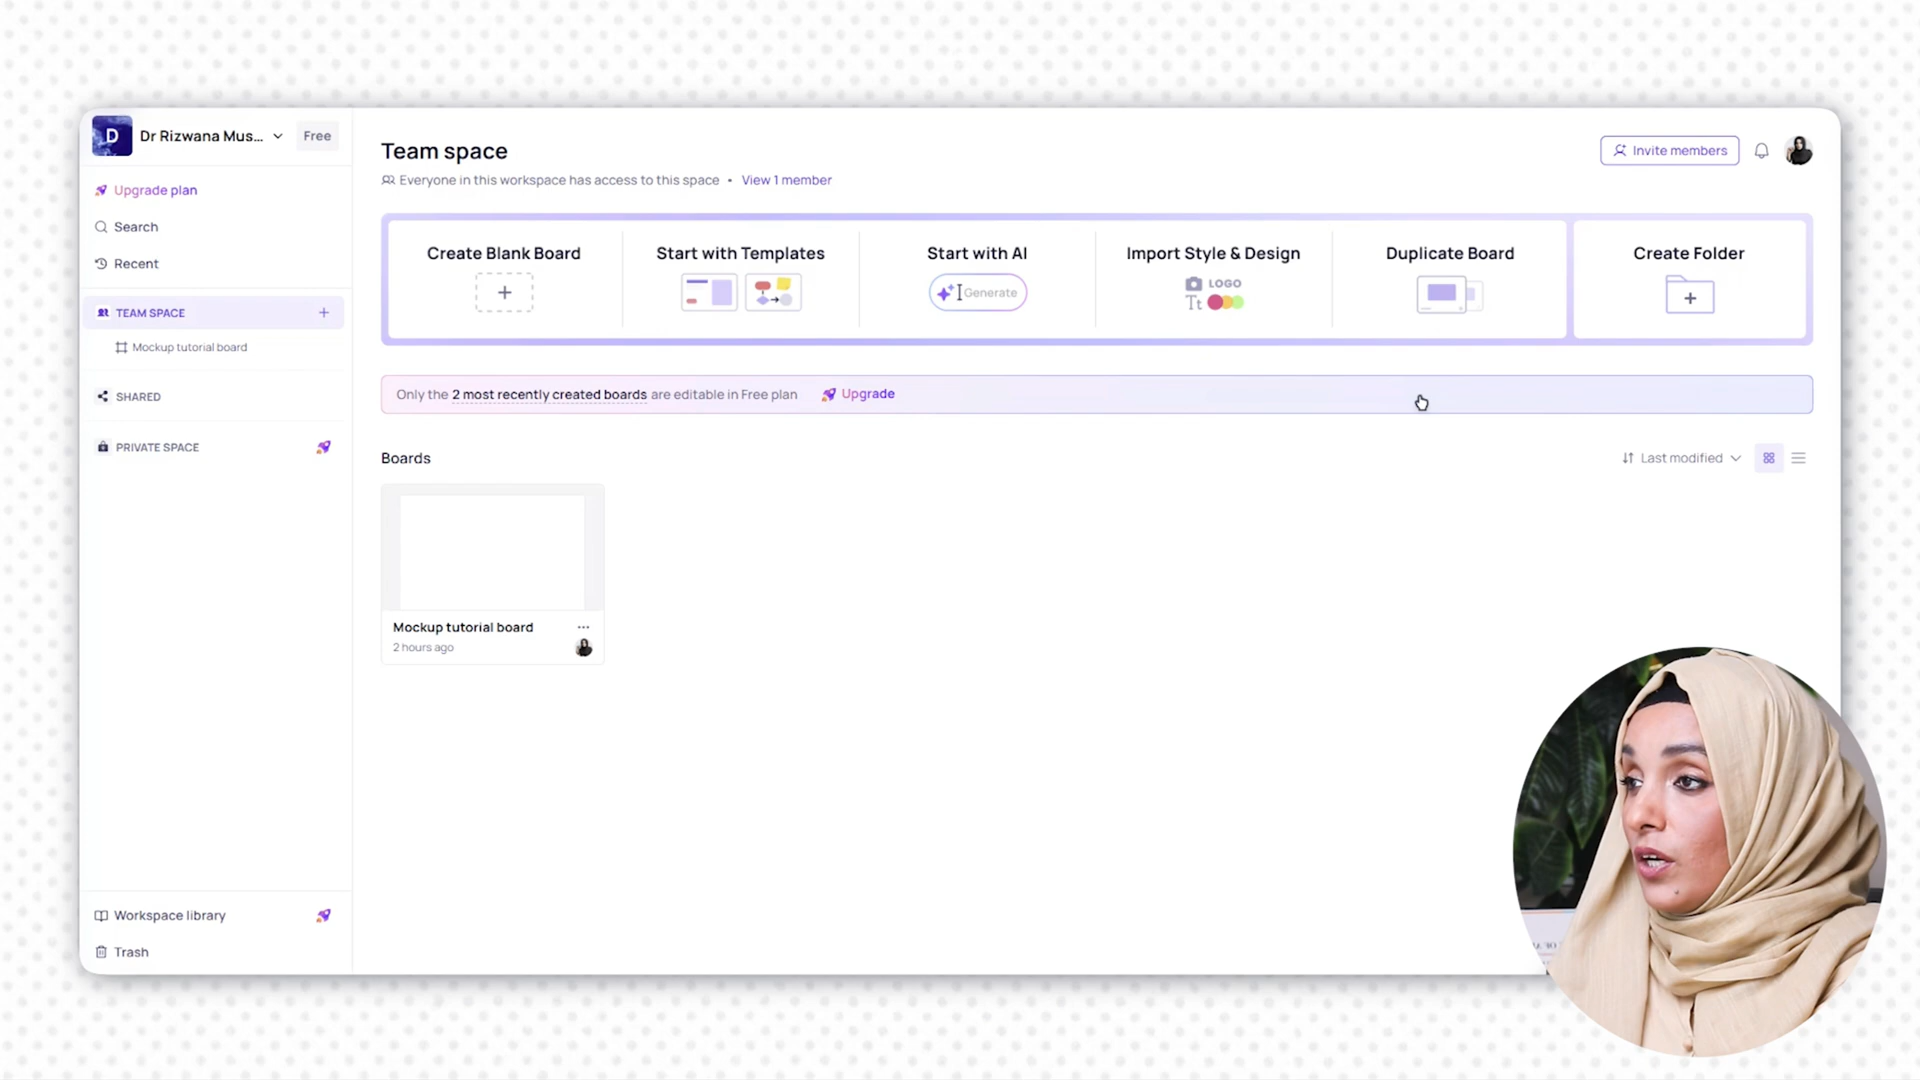 D
Dr Rizwana Mus...
Free
Upgrade plan
Search
Recent
TEAM SPACE
Mockup tutorial board
SHARED
PRIVATE SPACE
Workspace library
Trash
Team space
Everyone in this workspace has access to this space • View 1 member
Invite members
Create Blank Board
Start with Templates
Start with AI
Generate
Import Style & Design
LOGO
Tt
Duplicate Board
Create Folder
Only the 2 most recently created boards are editable in Free plan
Upgrade
Boards
Last modified
Mockup tutorial board
2 hours ago